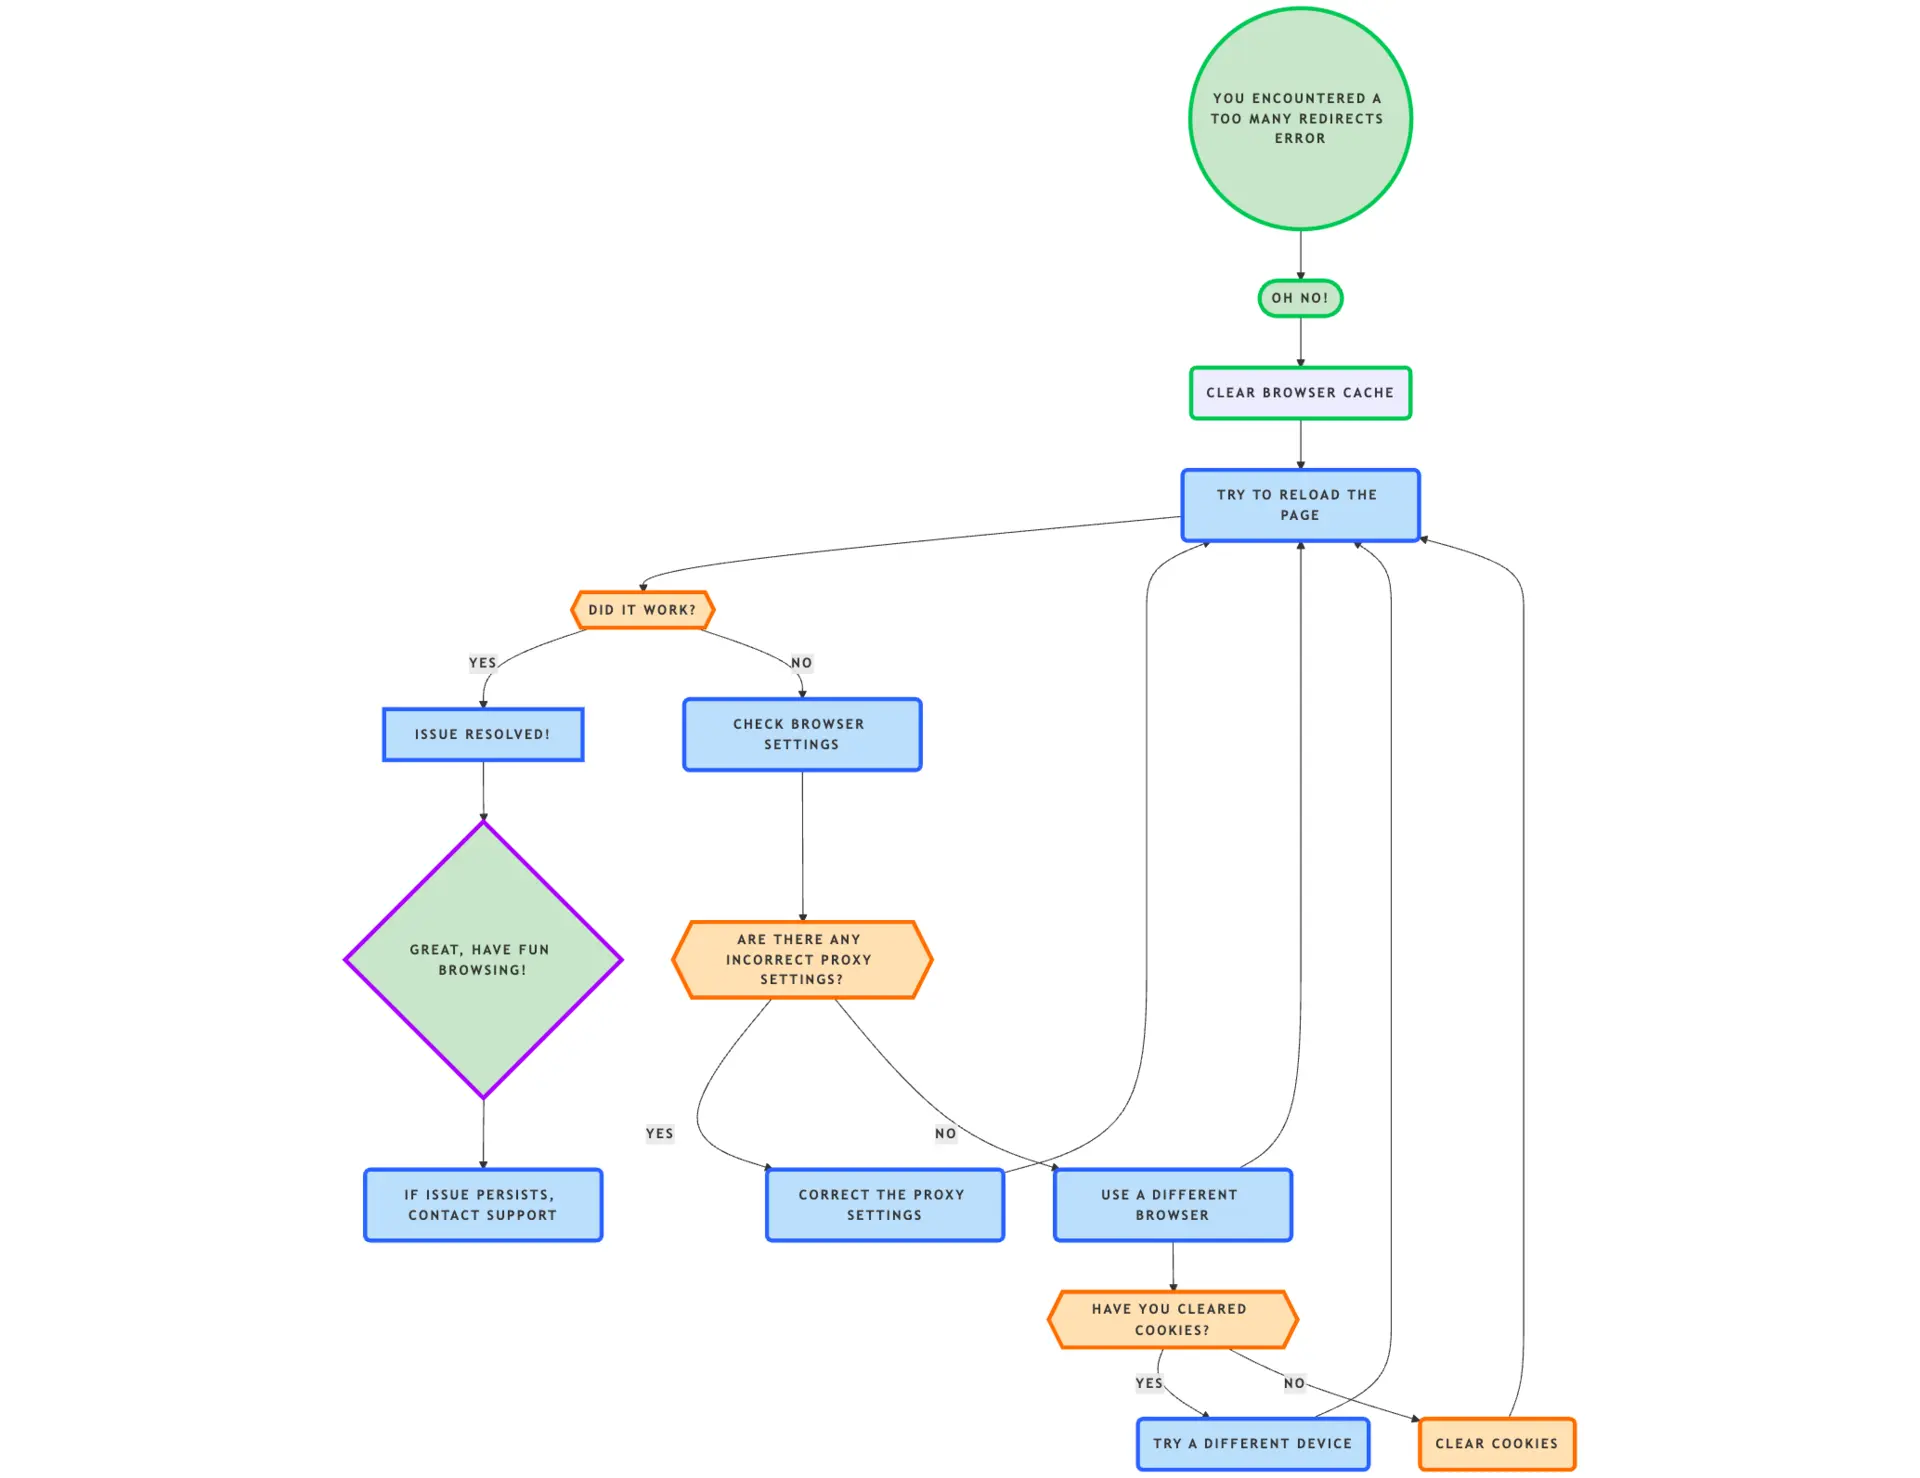 YOU ENCOUNTERED A
TOO MANY REDIRECTS
ERROR
OH NO!
CLEAR BROWSER CACHE
TRY TO RELOAD THE
PAGE
DID IT WORK?
YES
NO
ISSUE RESOLVED!
CHECK BROWSER
SETTINGS
GREAT, HAVE FUN
BROWSING!
ARE THERE ANY
INCORRECT PROXY
SETTINGS?
YES
NO
IF ISSUE PERSISTS,
CONTACT SUPPORT
CORRECT THE PROXY
SETTINGS
USE A DIFFERENT
BROWSER
HAVE YOU CLEARED
COOKIES?
YES
NO
TRY A DIFFERENT DEVICE
CLEAR COOKIES